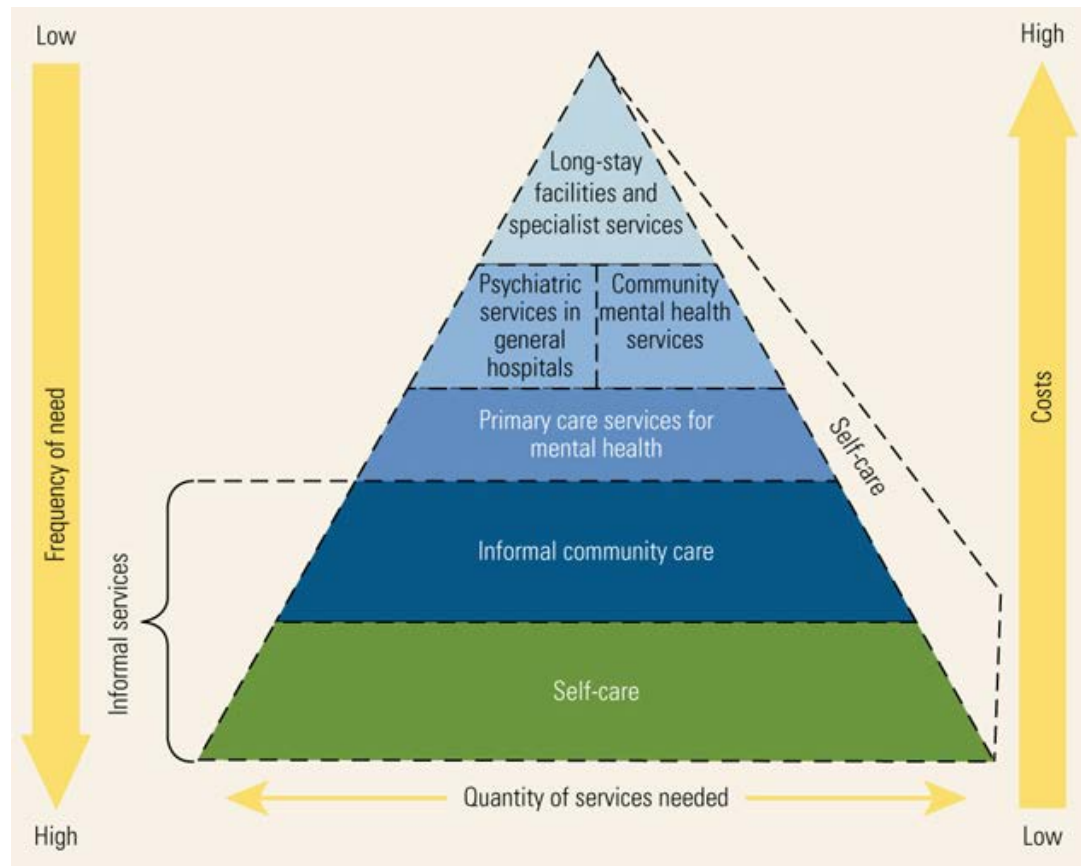 Low
High
Long-stay
facilities and
specialist services
Psychiatric
services in
general
hospitals
Community
mental health
services
Primary care services for
mental health
Self-care
Frequency of need
Costs
Informal services
Informal community care
Self-care
Quantity of services needed
High
Low